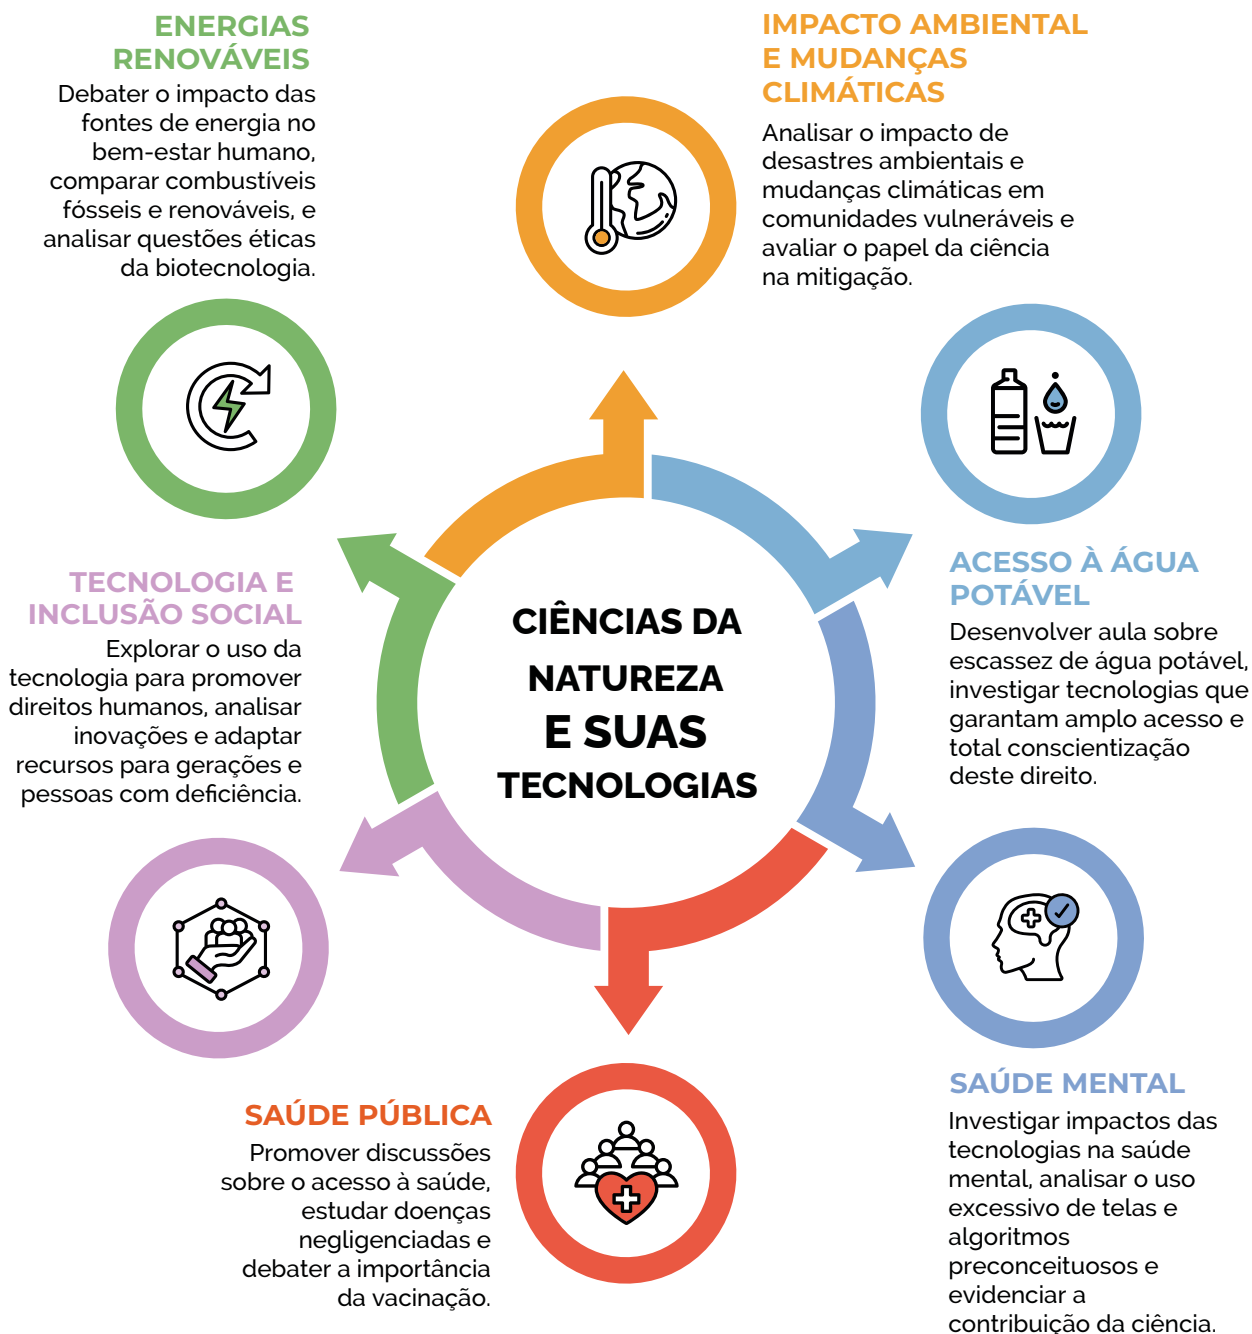 ENERGIAS
RENOVÁVEIS
Debater o impacto das
fontes de energia no
bem-estar humano,
comparar combustíveis
fósseis e renováveis, e
analisar questões éticas
da biotecnologia.
IMPACTO AMBIENTAL
E MUDANÇAS
CLIMÁTICAS
Analisar o impacto de
desastres ambientais e
mudanças climáticas em
comunidades vulneráveis e
avaliar o papel da ciência
na mitigação.
ACESSO À ÁGUA
POTÁVEL
Desenvolver aula sobre
escassez de água potável,
investigar tecnologias que
garantam amplo acesso e
total conscientização
deste direito.
TECNOLOGIA E
INCLUSÃO SOCIAL
Explorar o uso da
tecnologia para promover
direitos humanos, analisar
inovações e adaptar
recursos para gerações e
pessoas com deficiência.
CIÊNCIAS DA
NATUREZA
E SUAS
TECNOLOGIAS
SAÚDE MENTAL
Investigar impactos das
tecnologias na saúde
mental, analisar o uso
excessivo de telas e
algoritmos
preconceituosos e
evidenciar a
contribuição da ciência.
SAÚDE PÚBLICA
Promover discussões
sobre o acesso à saúde,
estudar doenças
negligenciadas e
debater a importância
da vacinação.